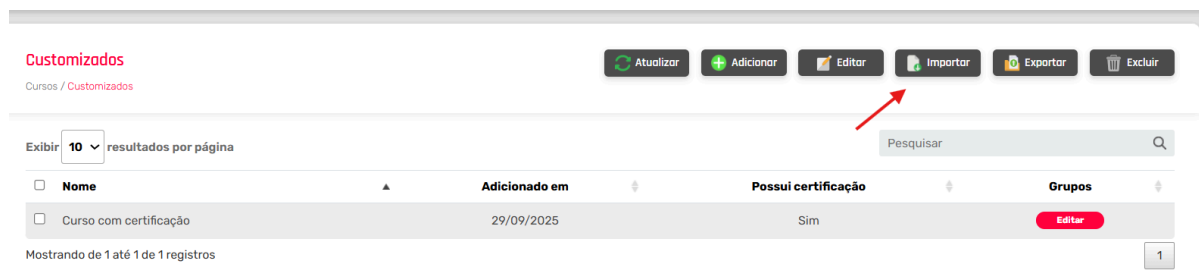 Customizados
Cursos / Customizados
Atualizar
Adicionar
Editar
Importar
Exportar
Excluir
Exibir 10 resultados por página
Pesquisar
Nome Adicionado em Possui certificação Grupos
Curso com certificação 29/09/2025 Sim Editar
Mostrando de 1 até 1 de 1 registros
1